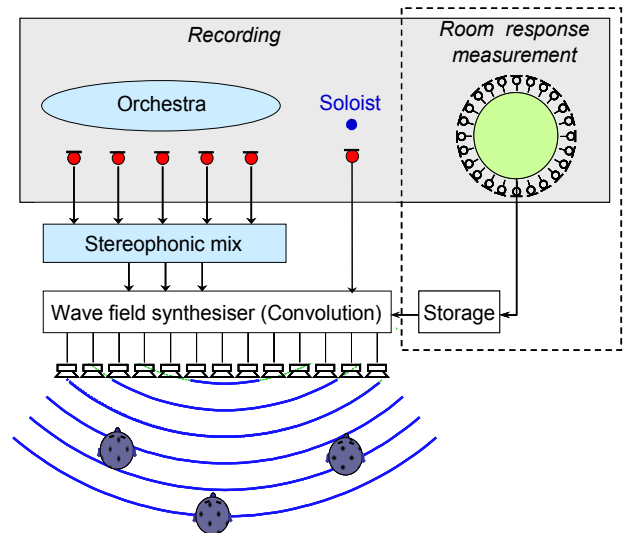 Recording
Room response
measurement
Orchestra
Soloist
Stereophonic mix
Wave field synthesiser (Convolution)
Storage